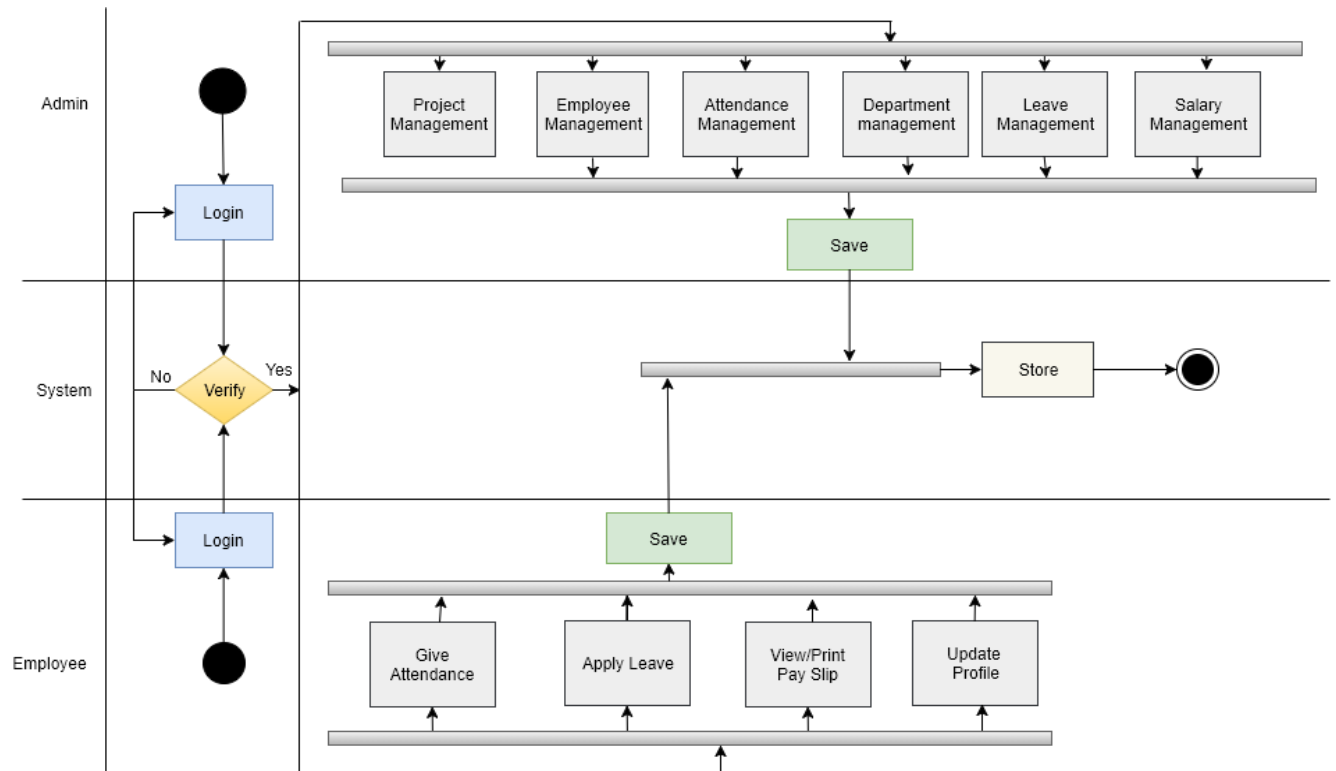 Admin
Project
Management
Employee
Management
Attendance
Management
Department
management
Leave
Management
Salary
Management
Login
Save
System
No
Verify
Yes
Store
Login
Save
Employee
Give
Attendance
Apply Leave
View/Print
Pay Slip
Update
Profile